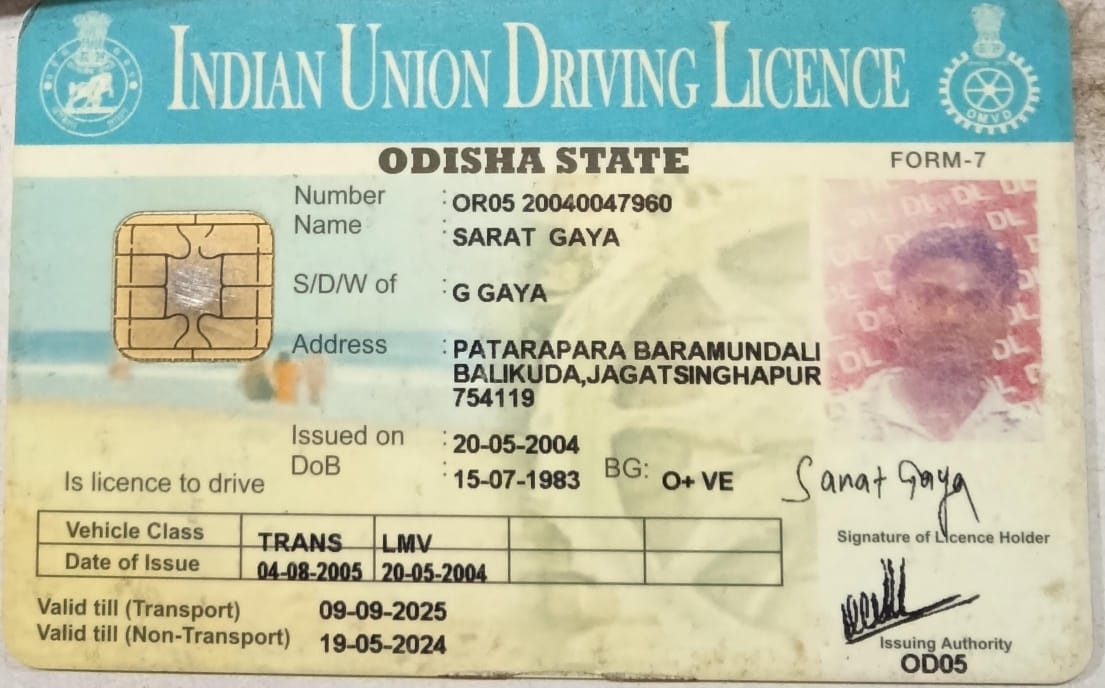 INDIAN UNION DRIVING LICENCE
OMVD
ODISHA STATE
FORM-7
Number : OR05 20040047960
Name : SARAT GAYA
S/D/W of : G GAYA
Address : PATARAPARA BARAMUNDALI
BALIKUDA,JAGATSINGHAPUR
754119
Issued on : 20-05-2004
DoB : 15-07-1983 BG: O+ VE
Is licence to drive
Sarat Gaya
Signature of Licence Holder
Vehicle Class TRANS LMV
Date of Issue 04-08-2005 20-05-2004
Valid till (Transport) 09-09-2025
Valid till (Non-Transport) 19-05-2024
Issuing Authority
OD05